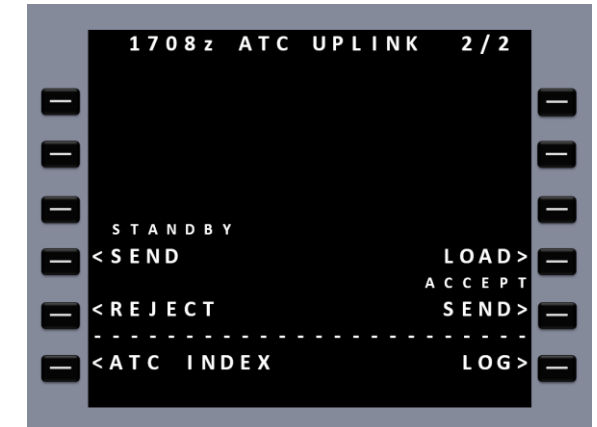 1708z ATC UPLINK 2/2
STANDBY
<SEND LOAD>
ACCEPT
<REJECT SEND>
- - - - - - - - - - - - - - - - - - - - - - - -
<ATC INDEX LOG>